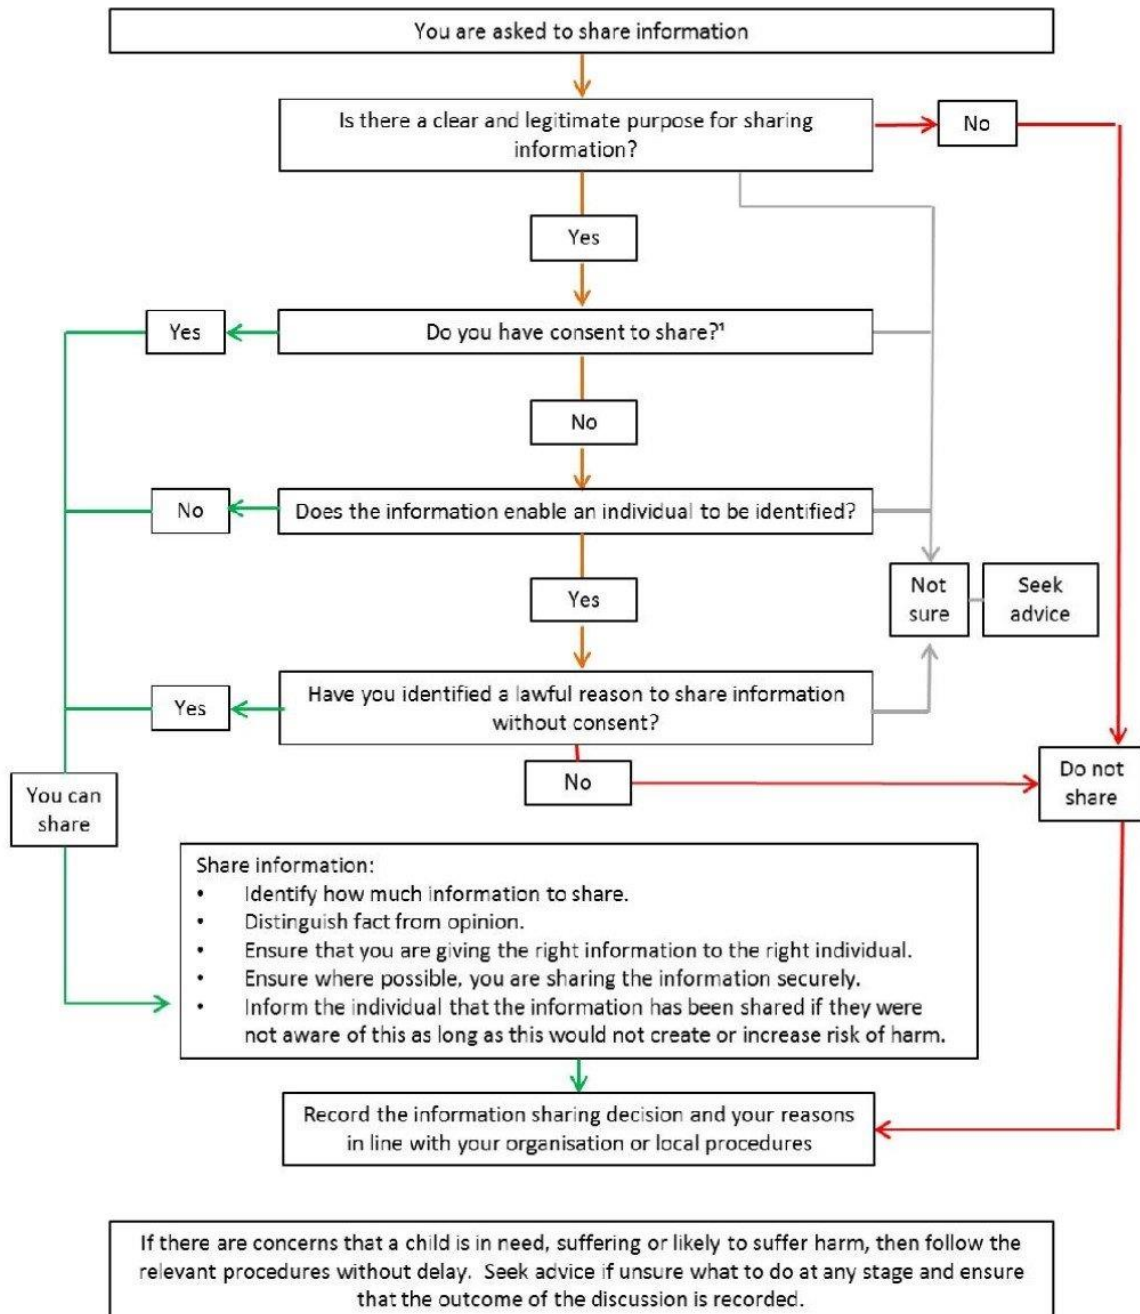 You are asked to share information
Is there a clear and legitimate purpose for sharing
information?
No
Yes
Yes
Do you have consent to share?¹
No
No
Does the information enable an individual to be identified?
Yes
Not
sure
Seek
advice
Yes
Have you identified a lawful reason to share information
without consent?
No
Do not
share
You can
share
Share information:
• Identify how much information to share.
• Distinguish fact from opinion.
• Ensure that you are giving the right information to the right individual.
• Ensure where possible, you are sharing the information securely.
• Inform the individual that the information has been shared if they were
not aware of this as long as this would not create or increase risk of harm.
Record the information sharing decision and your reasons
in line with your organisation or local procedures
If there are concerns that a child is in need, suffering or likely to suffer harm, then follow the
relevant procedures without delay. Seek advice if unsure what to do at any stage and ensure
that the outcome of the discussion is recorded.